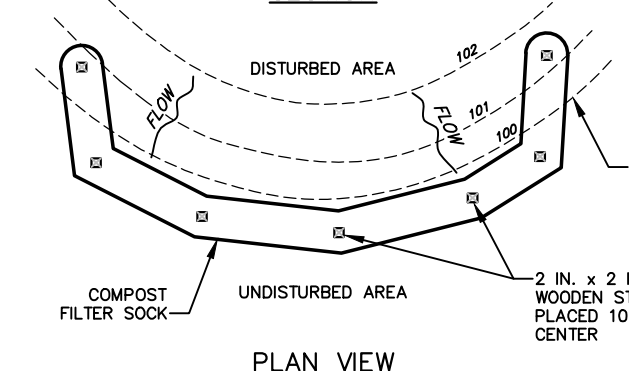 102
DISTURBED AREA
FLOW
FLOW
101
100
COMPOST
FILTER SOCK
UNDISTURBED AREA
2 IN. x 2
WOODEN
PLACED 10
CENTER
PLAN VIEW